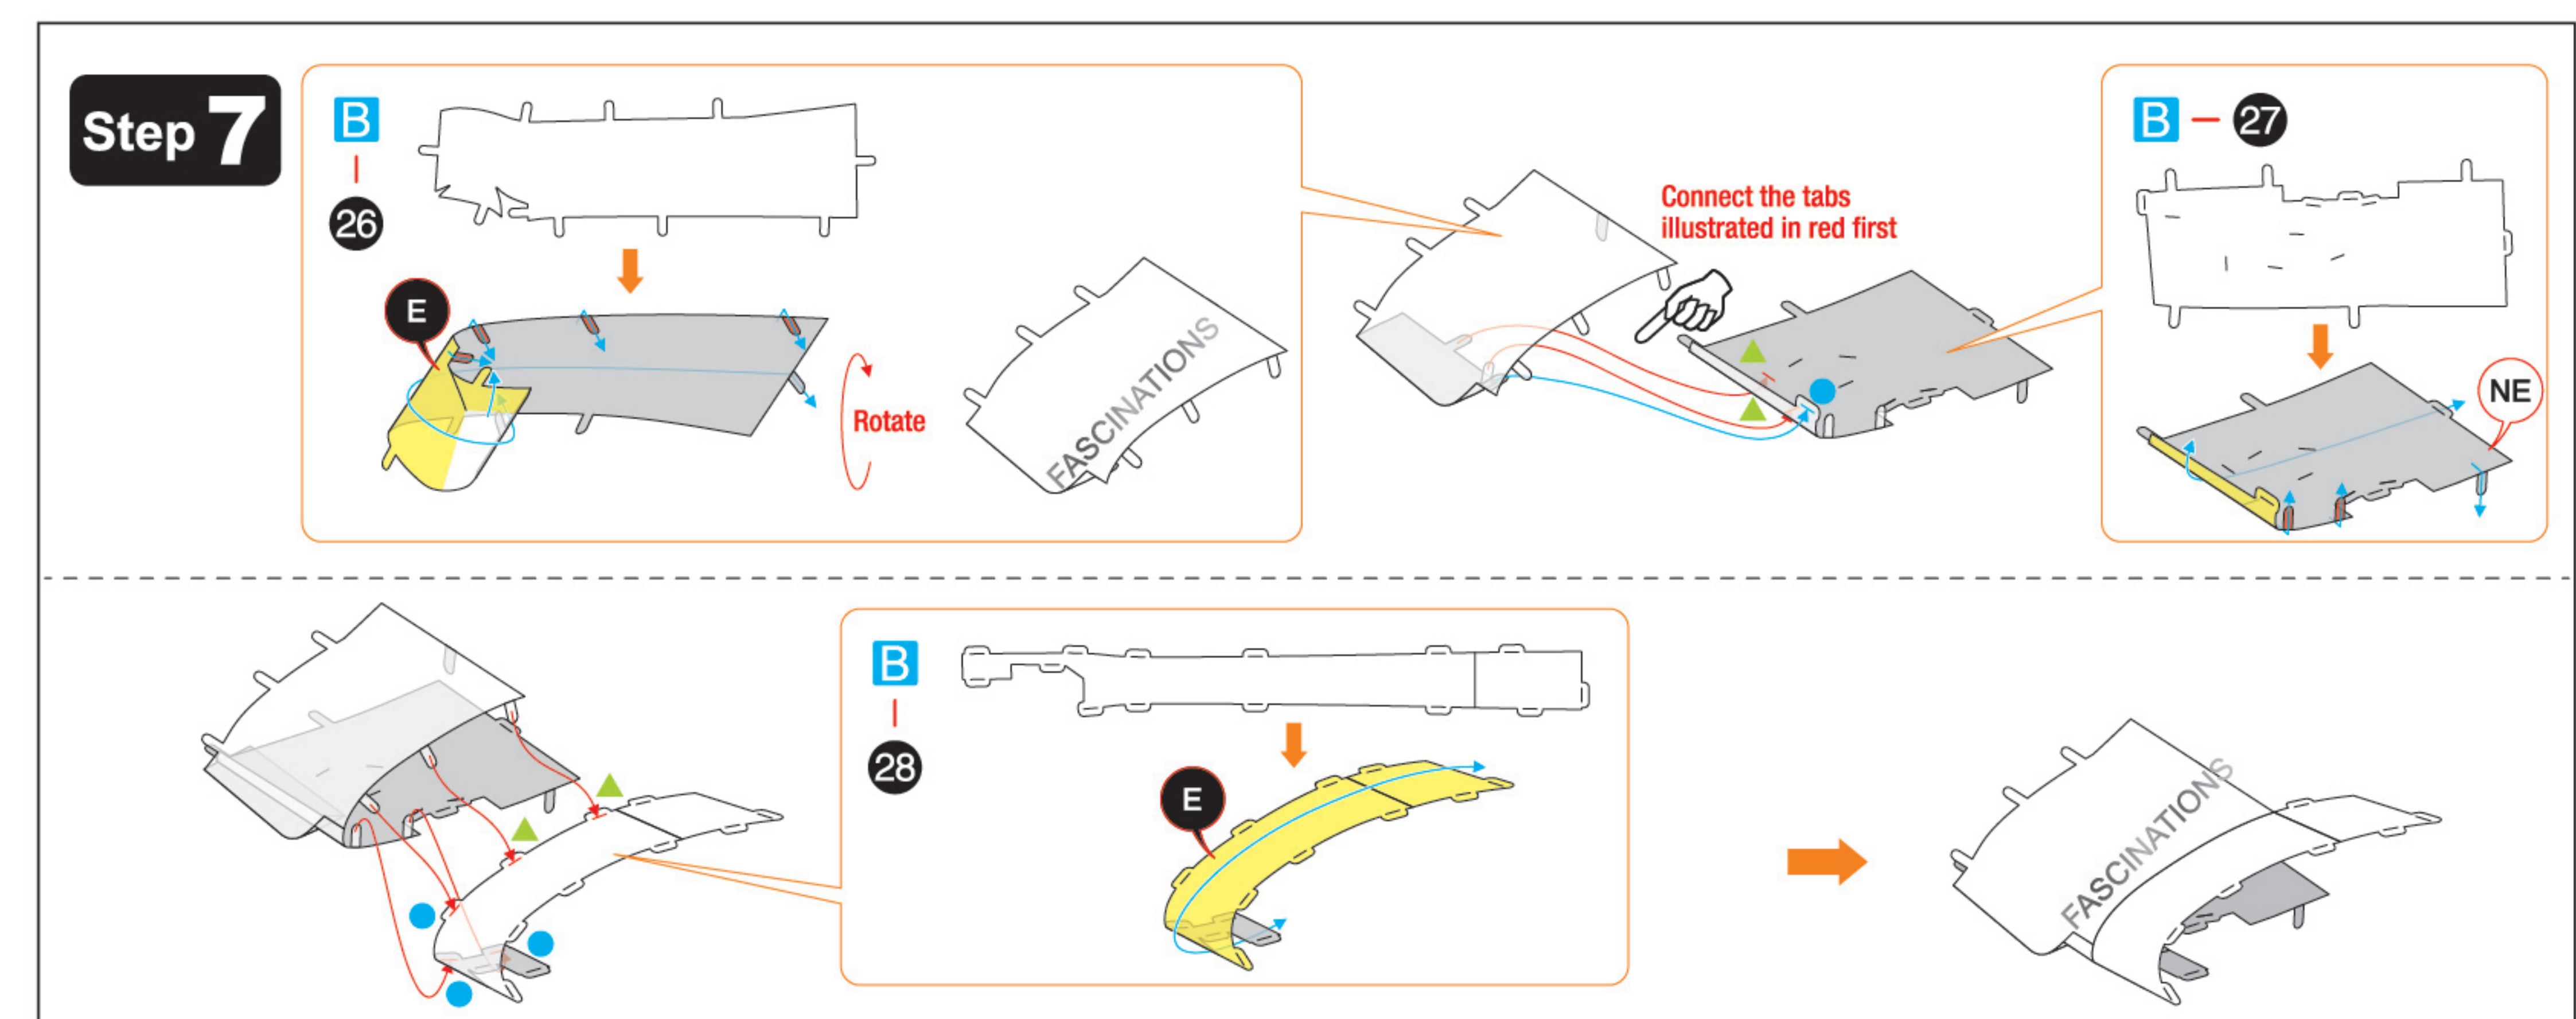 Step 7
B
26
E
Rotate
FASCINATIONS
Connect the tabs
illustrated in red first
B - 27
NE
B
28
E
FASCINATIONS